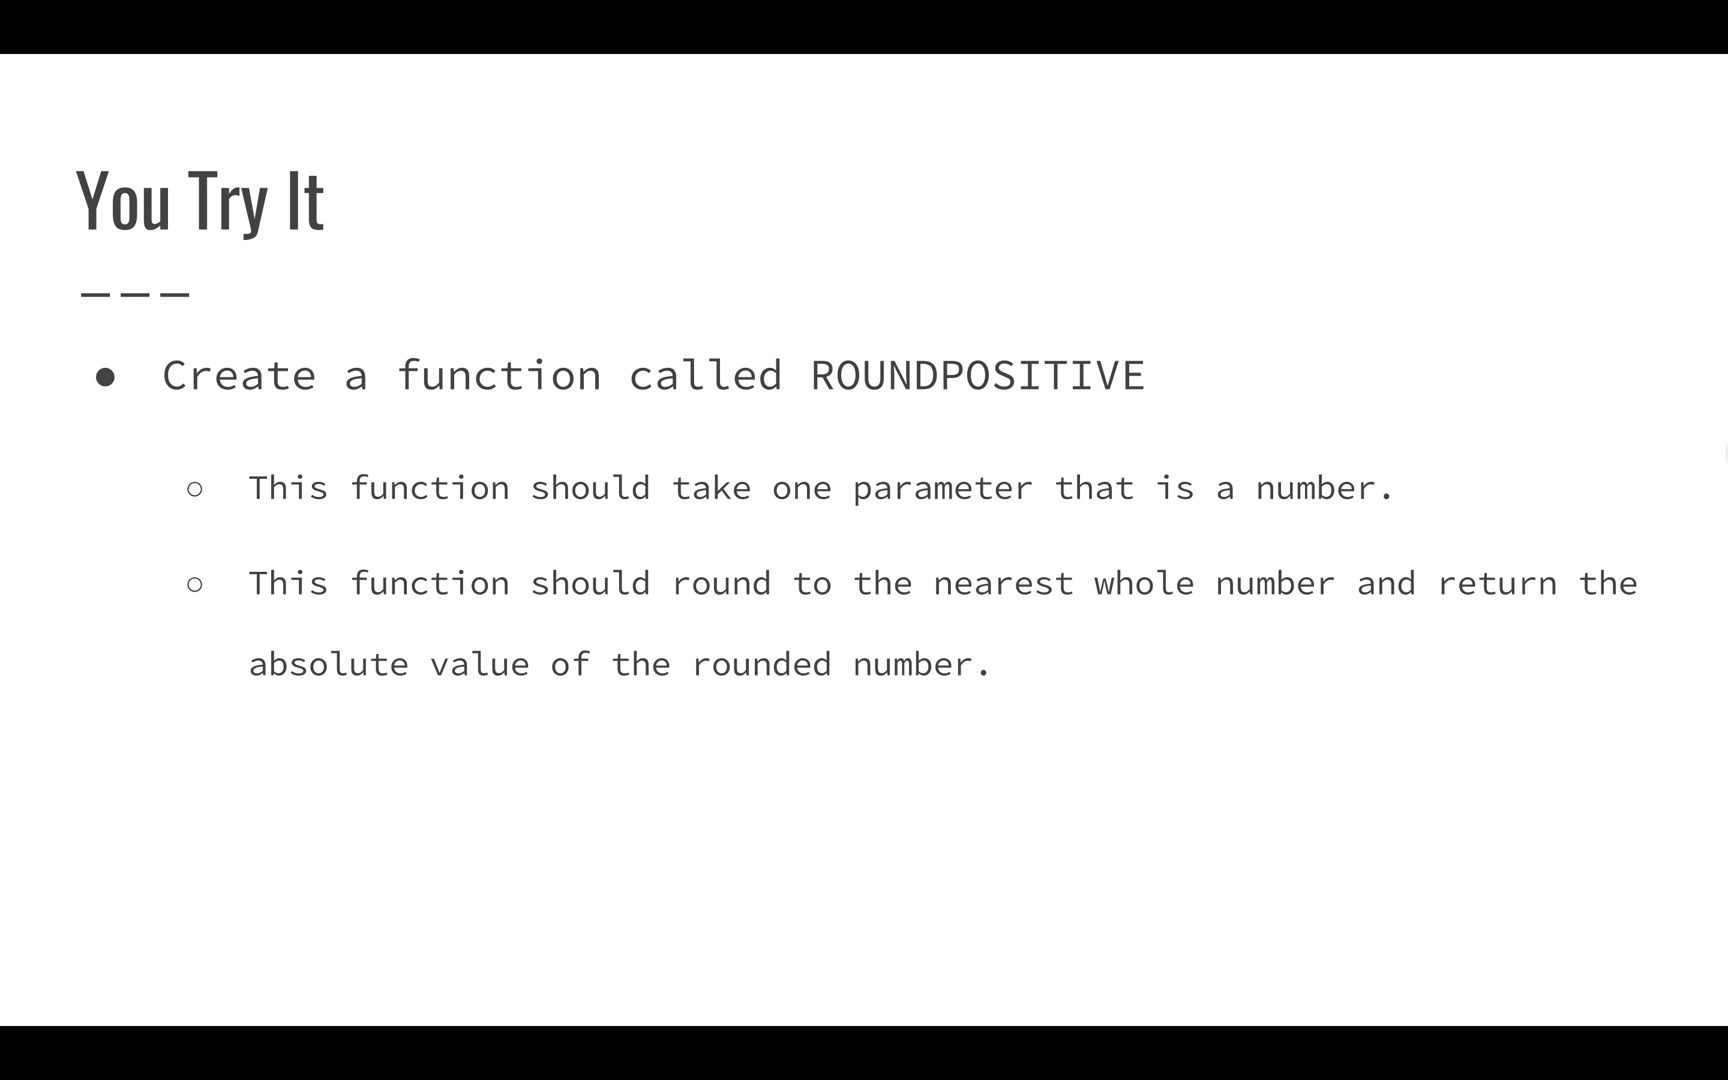 You Try It
● Create a function called ROUNDPOSITIVE
○ This function should take one parameter that is a number.
○ This function should round to the nearest whole number and return the
absolute value of the rounded number.